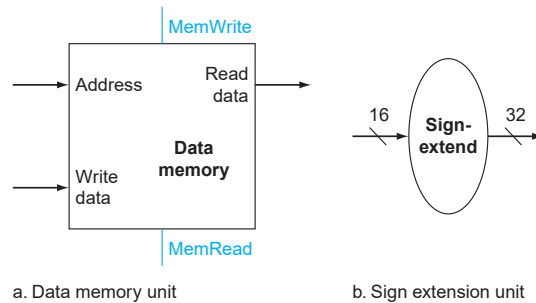 MemWrite
Address
Read
data
Data
memory
Write
data
MemRead
a. Data memory unit
16
Sign-
extend
32
b. Sign extension unit